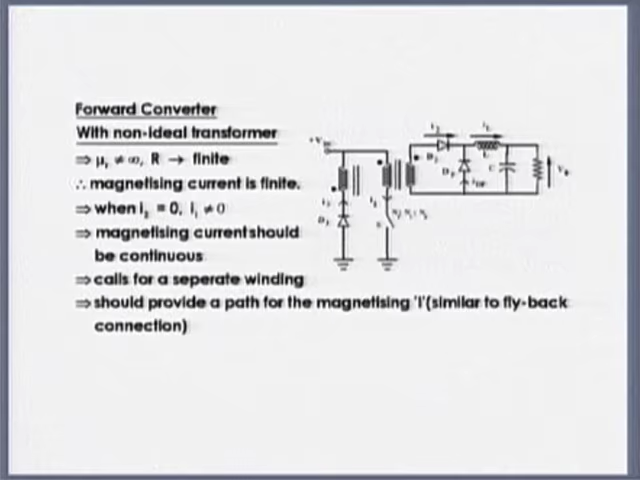 Forward Converter
With non-ideal transformer
⇒ μr ≠ ∞, R → finite
∴ magnetising current is finite.
⇒ when i2 = 0, i1 ≠ 0
⇒ magnetising current should
be continuous
⇒ calls for a seperate winding
⇒ should provide a path for the magnetising 'i'(similar to fly-back
connection)